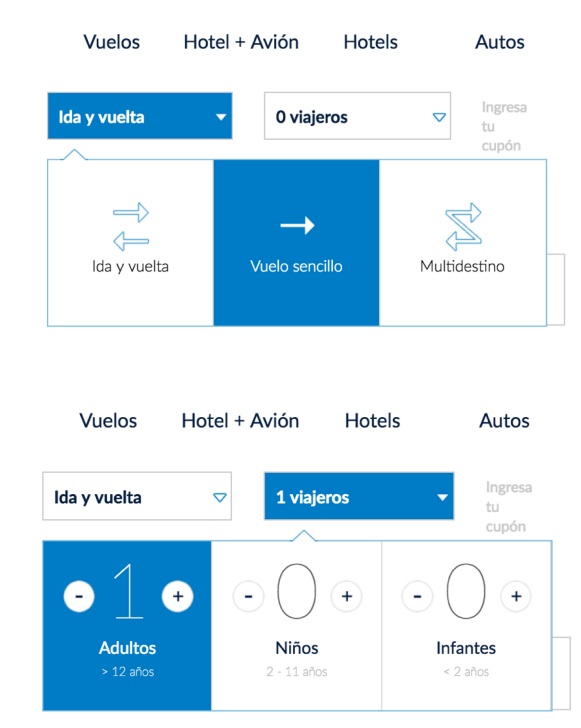 Vuelos Hotel + Avión Hotels Autos
Ida y vuelta 0 viajeros Ingresa
tu
cupón
Ida y vuelta Vuelo sencillo Multidestino
Vuelos Hotel + Avión Hotels Autos
Ida y vuelta 1 viajeros Ingresa
tu
cupón
- 1 + - 0 + - 0 +
Adultos Niños Infantes
> 12 años 2 - 11 años < 2 años